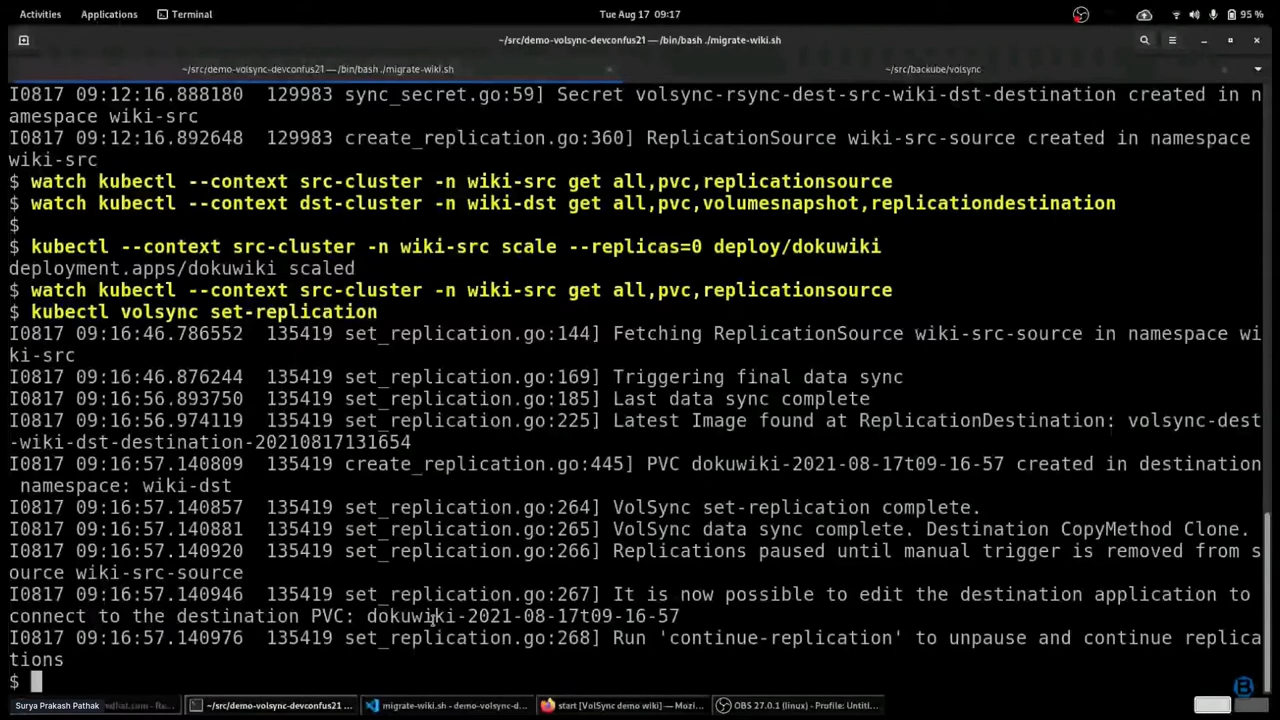 Activities Applications Terminal Tue Aug 17 09:17 95 %
~/src/demo-volsync-devconfus21 — /bin/bash ./migrate-wiki.sh
~/src/demo-volsync-devconfus21 — /bin/bash ./migrate-wiki.sh ~/src/backube/volsync
I0817 09:12:16.888180 129983 sync_secret.go:59] Secret volsync-rsync-dest-src-wiki-dst-destination created in n
amespace wiki-src
I0817 09:12:16.892648 129983 create_replication.go:360] ReplicationSource wiki-src-source created in namespace
wiki-src
$ watch kubectl --context src-cluster -n wiki-src get all,pvc,replicationsource
$ watch kubectl --context dst-cluster -n wiki-dst get all,pvc,volumesnapshot,replicationdestination
$
$ kubectl --context src-cluster -n wiki-src scale --replicas=0 deploy/dokuwiki
deployment.apps/dokuwiki scaled
$ watch kubectl --context src-cluster -n wiki-src get all,pvc,replicationsource
$ kubectl volsync set-replication
I0817 09:16:46.786552 135419 set_replication.go:144] Fetching ReplicationSource wiki-src-source in namespace wi
ki-src
I0817 09:16:46.876244 135419 set_replication.go:169] Triggering final data sync
I0817 09:16:56.893750 135419 set_replication.go:185] Last data sync complete
I0817 09:16:56.974119 135419 set_replication.go:225] Latest Image found at ReplicationDestination: volsync-dest
-wiki-dst-destination-20210817131654
I0817 09:16:57.140809 135419 create_replication.go:445] PVC dokuwiki-2021-08-17t09-16-57 created in destination
namespace: wiki-dst
I0817 09:16:57.140857 135419 set_replication.go:264] VolSync set-replication complete.
I0817 09:16:57.140881 135419 set_replication.go:265] VolSync data sync complete. Destination CopyMethod Clone.
I0817 09:16:57.140920 135419 set_replication.go:266] Replications paused until manual trigger is removed from s
ource wiki-src-source
I0817 09:16:57.140946 135419 set_replication.go:267] It is now possible to edit the destination application to
connect to the destination PVC: dokuwiki-2021-08-17t09-16-57
I0817 09:16:57.140976 135419 set_replication.go:268] Run 'continue-replication' to unpause and continue replica
tions
$
Surya Prakash Pathak ~/src/demo-volsync-devconfus21 ... migrate-wiki.sh - demo-volsync-d... start [VolSync demo wiki] — Mozi... OBS 27.0.1 (linux) - Profile: Untitl...